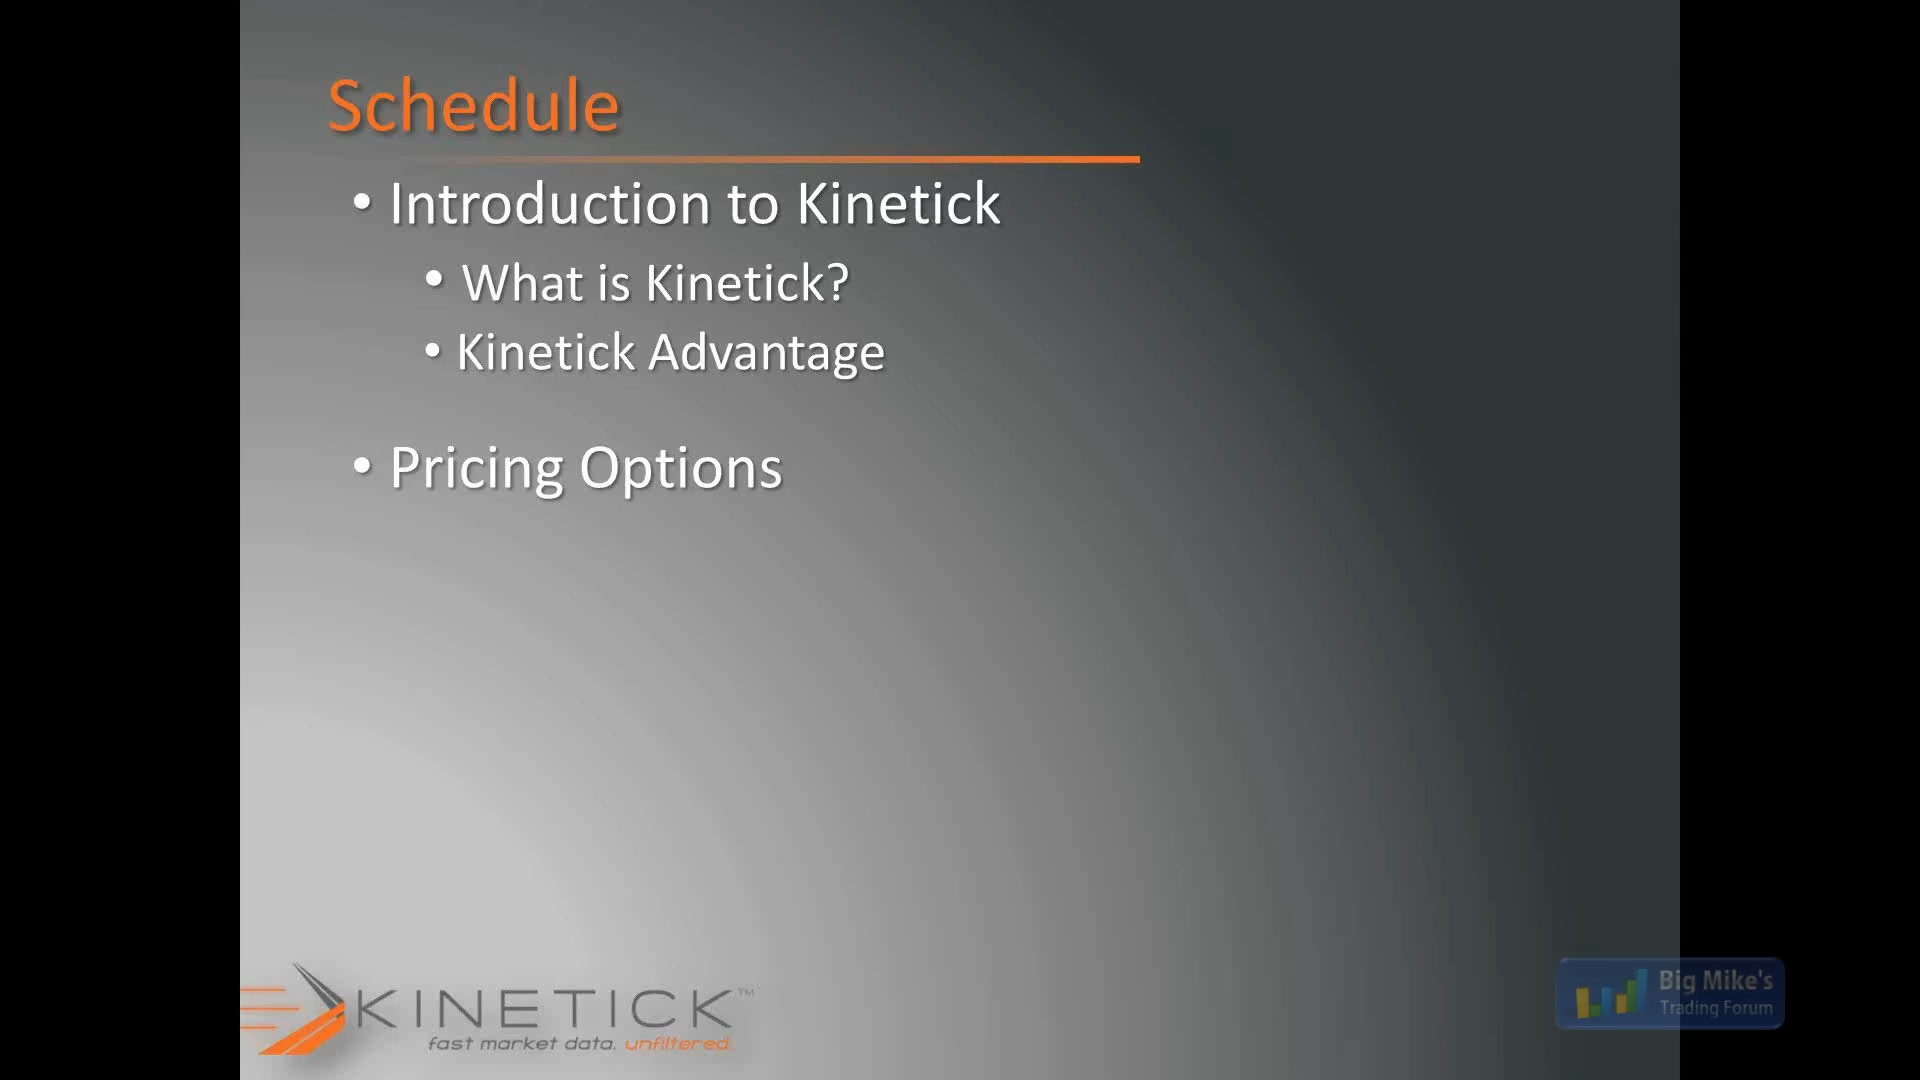 Schedule
• Introduction to Kinetick
• What is Kinetick?
• Kinetick Advantage
• Pricing Options
KINETICK™
fast market data. unfiltered.
Big Mike's
Trading Forum